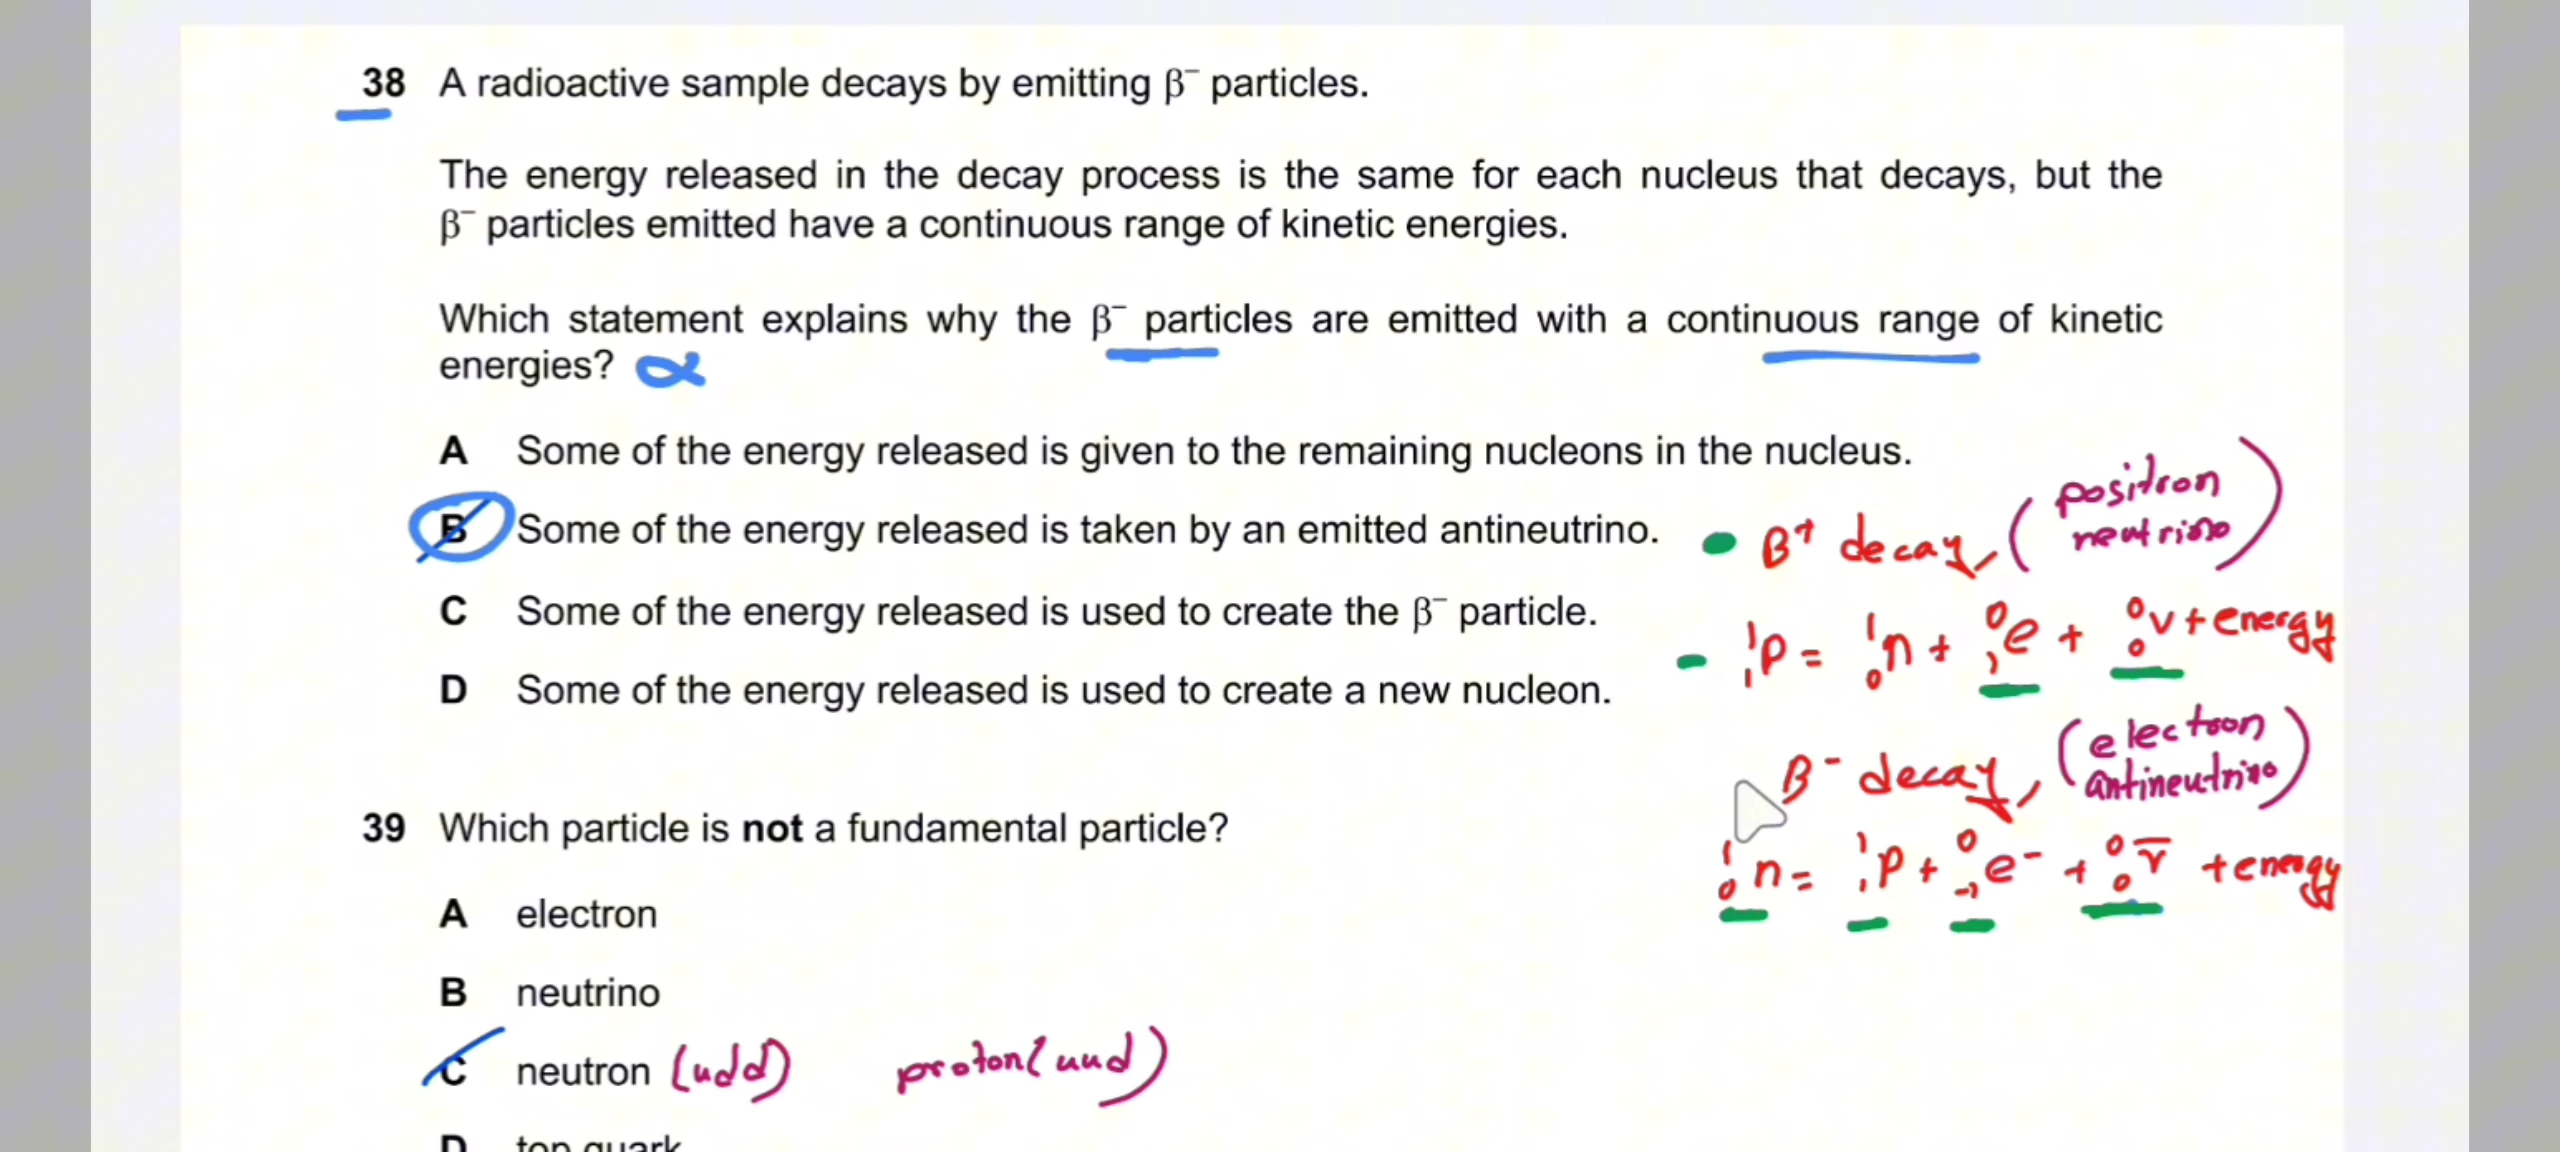 38 A radioactive sample decays by emitting β⁻ particles.
The energy released in the decay process is the same for each nucleus that decays, but the
β⁻ particles emitted have a continuous range of kinetic energies.
Which statement explains why the β⁻ particles are emitted with a continuous range of kinetic
energies? α
A Some of the energy released is given to the remaining nucleons in the nucleus.
B Some of the energy released is taken by an emitted antineutrino.
C Some of the energy released is used to create the β⁻ particle.
D Some of the energy released is used to create a new nucleon.
β⁺ decay, (positron
neutrino)
¹₁p = ¹₀n + ⁰₁e + ⁰₀ν + energy
β⁻ decay, (electron
antineutrino)
¹₀n = ¹₁p + ⁰₋₁e⁻ + ⁰₀ν̅ + energy
39 Which particle is not a fundamental particle?
A electron
B neutrino
C neutron (udd) proton (uud)
D top quark